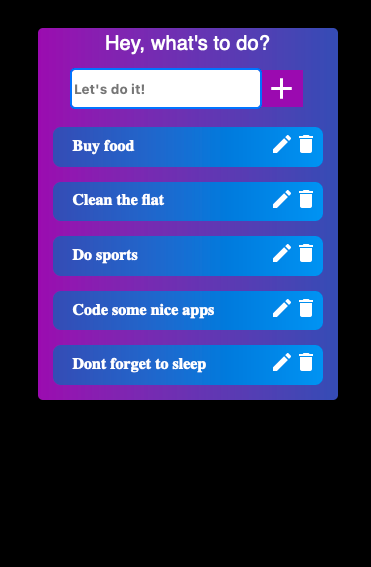 Hey, what's to do?
Let's do it!
Buy food
Clean the flat
Do sports
Code some nice apps
Dont forget to sleep